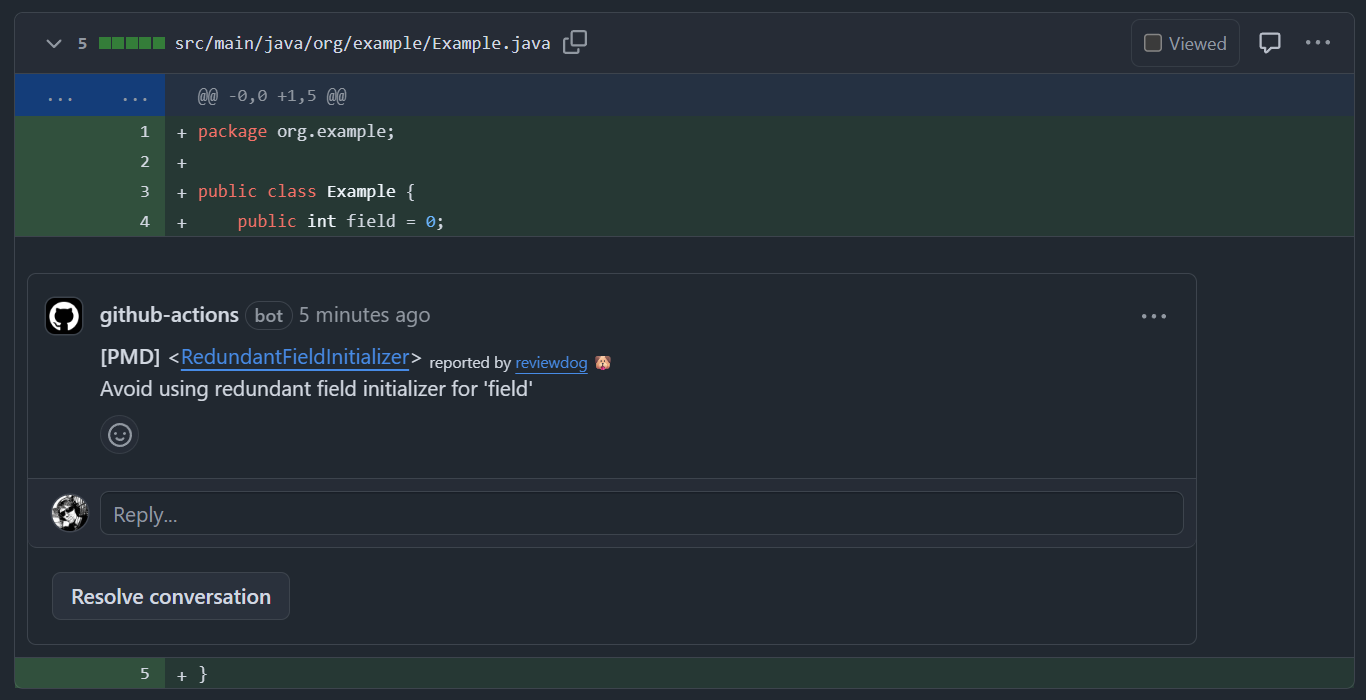 5 src/main/java/org/example/Example.java Viewed
... ... @@ -0,0 +1,5 @@
1 + package org.example;
2 +
3 + public class Example {
4 + public int field = 0;
github-actions bot 5 minutes ago
[PMD] <RedundantFieldInitializer> reported by reviewdog 🐶
Avoid using redundant field initializer for 'field'
Reply...
Resolve conversation
5 + }